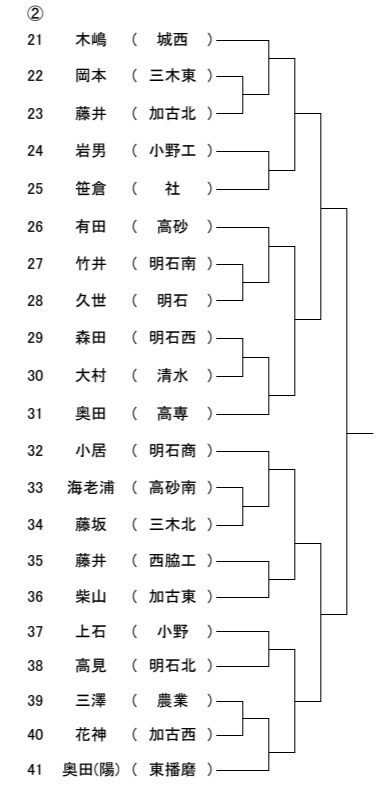 ②
21 木嶋 ( 城西 )
22 岡本 ( 三木東 )
23 藤井 ( 加古北 )
24 岩男 ( 小野工 )
25 笹倉 ( 社 )
26 有田 ( 高砂 )
27 竹井 ( 明石南 )
28 久世 ( 明石 )
29 森田 ( 明石西 )
30 大村 ( 清水 )
31 奥田 ( 高専 )
32 小居 ( 明石商 )
33 海老浦 ( 高砂南 )
34 藤坂 ( 三木北 )
35 藤井 ( 西脇工 )
36 柴山 ( 加古東 )
37 上石 ( 小野 )
38 高見 ( 明石北 )
39 三澤 ( 農業 )
40 花神 ( 加古西 )
41 奥田(陽) ( 東播磨 )